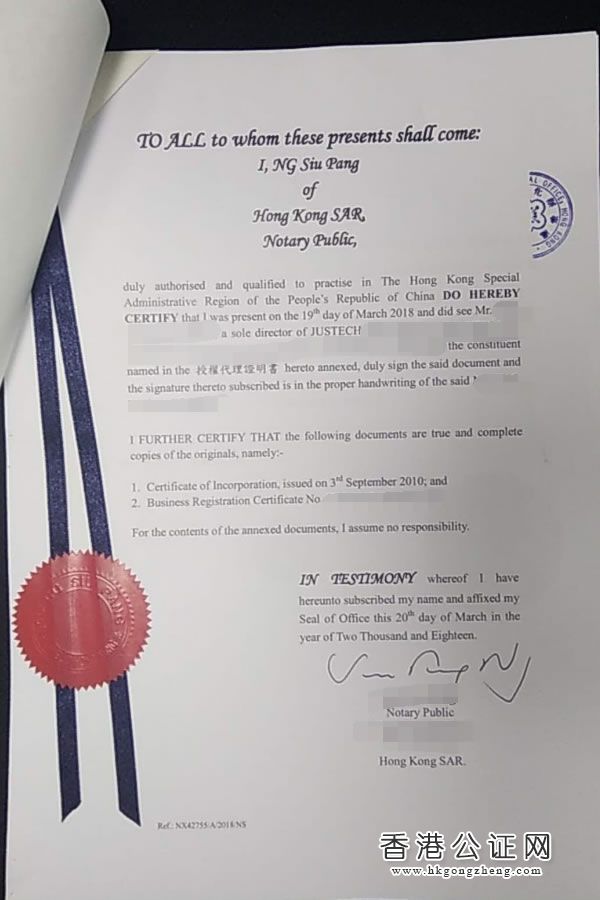 TO ALL to whom these presents shall come:
I, NG Siu Pang
of
Hong Kong SAR,
Notary Public,
duly authorised and qualified to practise in The Hong Kong Special
Administrative Region of the People's Republic of China DO HEREBY
CERTIFY that I was present on the 19th day of March 2018 and did see Mr.
a sole director of JUSTECH
the constituent
named in the 授權代理證明書 hereto annexed, duly sign the said document and
the signature thereto subscribed is in the proper handwriting of the said
I FURTHER CERTIFY THAT the following documents are true and complete
copies of the originals, namely:-
1. Certificate of Incorporation, issued on 3rd September 2010; and
2. Business Registration Certificate No
For the contents of the annexed documents, I assume no responsibility.
IN TESTIMONY whereof I have
hereunto subscribed my name and affixed my
Seal of Office this 20th day of March in the
year of Two Thousand and Eighteen.
Notary Public
Hong Kong SAR.
Ref.: NX42755/A/2018/NS
香港公证网
www.hkgongzheng.com